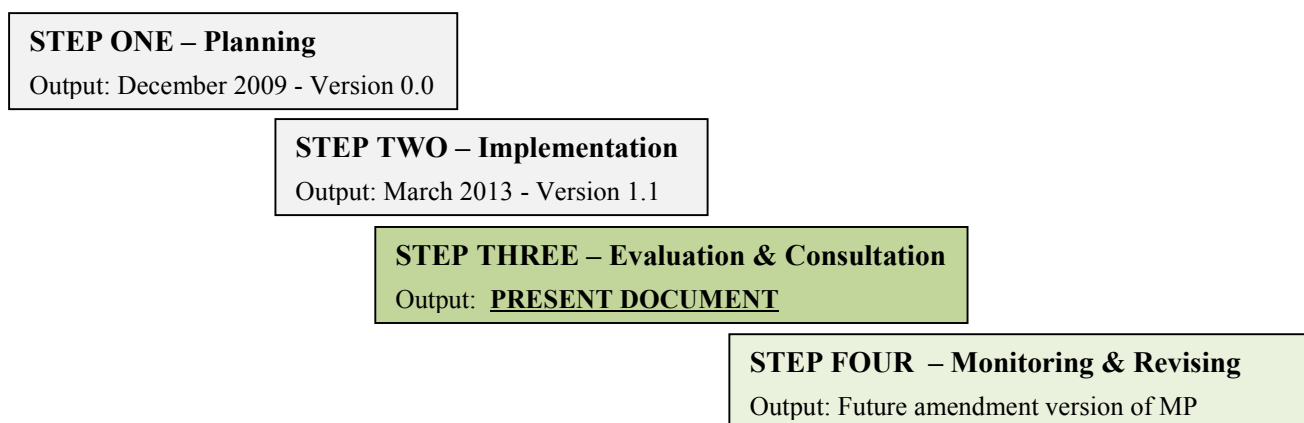 STEP ONE – Planning
Output: December 2009 - Version 0.0
STEP TWO – Implementation
Output: March 2013 - Version 1.1
STEP THREE – Evaluation & Consultation
Output: PRESENT DOCUMENT
STEP FOUR – Monitoring & Revising
Output: Future amendment version of MP